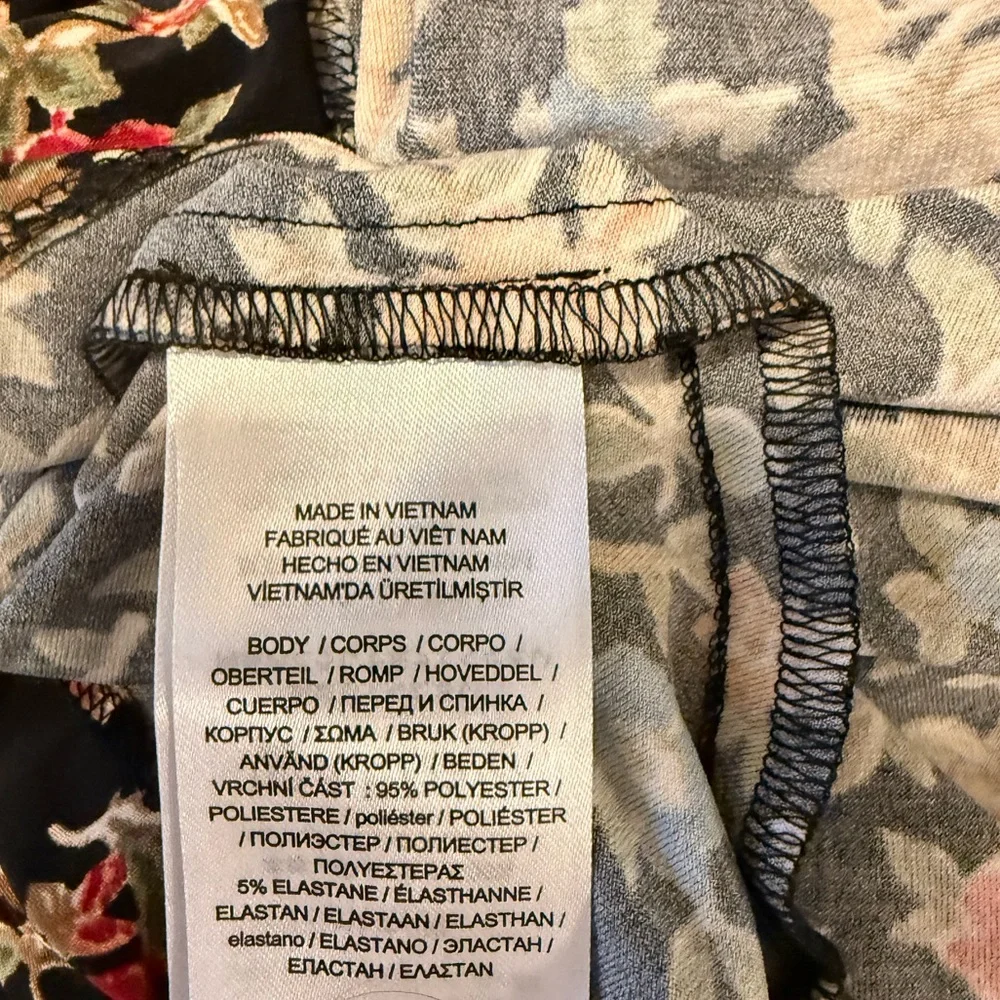 MADE IN VIETNAM
FABRIQUÉ AU VIÊT NAM
HECHO EN VIETNAM
VİETNAM'DA ÜRETİLMİŞTİR
BODY / CORPS / CORPO /
OBERTEIL / ROMP / HOVEDDEL /
CUERPO / ПЕРЕД И СПИНКА /
КОРПУС / ΣΩΜΑ / BRUK (KROPP) /
ANVÄND (KROPP) / BEDEN /
VRCHNÍ ČÁST : 95% POLYESTER /
POLIESTERE / poliéster / POLIÉSTER
/ ПОЛИЭСТЕР / ПОЛИЕСТЕР /
ΠΟΛΥΕΣΤΕΡΑΣ
5% ELASTANE / ÉLASTHANNE /
ELASTAN / ELASTAAN / ELASTHAN /
elastano / ELASTANO / ЭЛАСТАН /
ЕЛАСТАН / ΕΛΑΣΤΑΝ